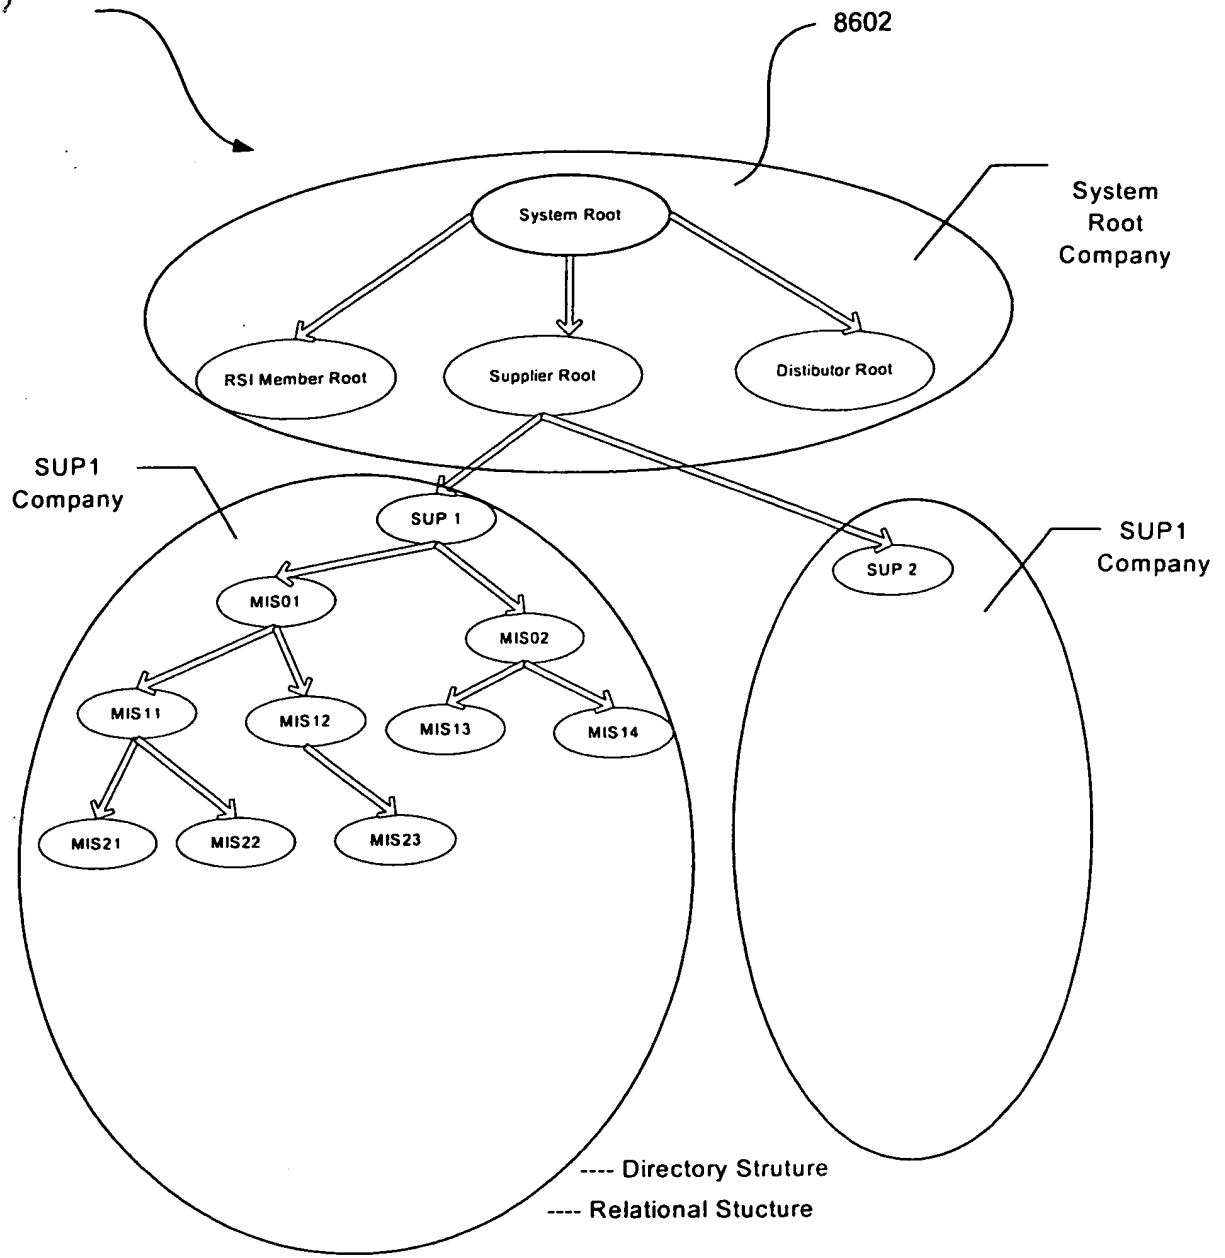 8602
System Root
System
Root
Company
RSI Member Root
Supplier Root
Distibutor Root
SUP1
Company
SUP 1
SUP1
Company
SUP 2
MIS01
MIS02
MIS11
MIS12
MIS13
MIS14
MIS21
MIS22
MIS23
---- Directory Struture
---- Relational Stucture